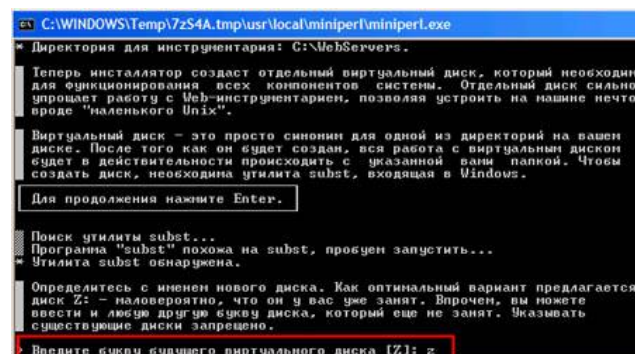 C:\WINDOWS\Temp\7zS4A.tmp\usr\local\miniperl\miniperl.exe
* Директория для инструментария: C:\WebServers.
Теперь инсталлятор создаст отдельный виртуальный диск, который необходим
для функционирования всех компонентов системы. Отдельный диск сильно
упрощает работу с Web-инструментарием, позволяя устроить на машине нечто
вроде "маленького Unix".
Виртуальный диск - это просто синоним для одной из директорий на вашем
диске. После того как он будет создан, вся работа с виртуальным диском
будет в действительности происходить с указанной вами папкой. Чтобы
создать диск, необходима утилита subst, входящая в Windows.
Для продолжения нажмите Enter.
Поиск утилиты subst...
Программа "subst" похожа на subst, пробуем запустить...
* Утилита subst обнаружена.
Определитесь с именем нового диска. Как оптимальный вариант предлагается
диск Z: - маловероятно, что он у вас уже занят. Впрочем, вы можете
ввести и любую другую букву диска, который еще не занят. Указывать
существующие диски запрещено.
> Введите букву будущего виртуального диска [Z]: z